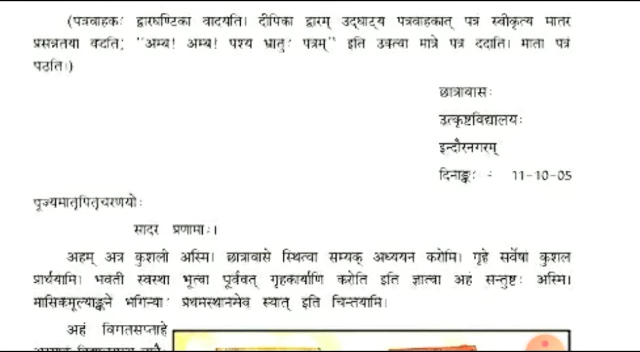 (पत्रवाहकः द्वारघण्टिका वादयति। दीपिका द्वारम् उद्घाट्य पत्रवाहकात् पत्रं स्वीकृत्य मातर
प्रसन्नतया वदति; "अम्ब! अम्ब! पश्य भ्रातुः पत्रम्" इति उक्त्वा मात्रे पत्र ददाति। माता पत्रं
पठति।)
छात्रावासः
उत्कृष्टविद्यालयः
इन्दौरनगरम्
दिनाङ्कः - 11-10-05
पूज्यमातृपितृचरणयोः
सादर प्रणामाः।
अहम् अत्र कुशली अस्मि। छात्रावासे स्थित्वा सम्यक् अध्ययन करोमि। गृहे सर्वेषां कुशल
प्रार्थयामि। भवती स्वस्था भूत्वा पूर्ववत् गृहकार्याणि करोति इति ज्ञात्वा अहं सन्तुष्टः अस्मि।
मासिकमूल्याङ्कने भगिन्याः प्रथमस्थानमेव स्यात् इति चिन्तयामि।
अहं विगतसप्ताहे